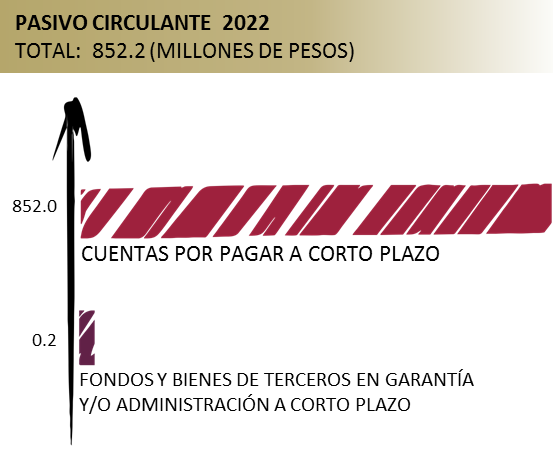 PASIVO CIRCULANTE  2022
TOTAL:  852.2 (MILLONES DE PESOS)
852.0
CUENTAS POR PAGAR A CORTO PLAZO
0.2
FONDOS Y BIENES DE TERCEROS EN GARANTÍA
Y/O ADMINISTRACIÓN A CORTO PLAZO